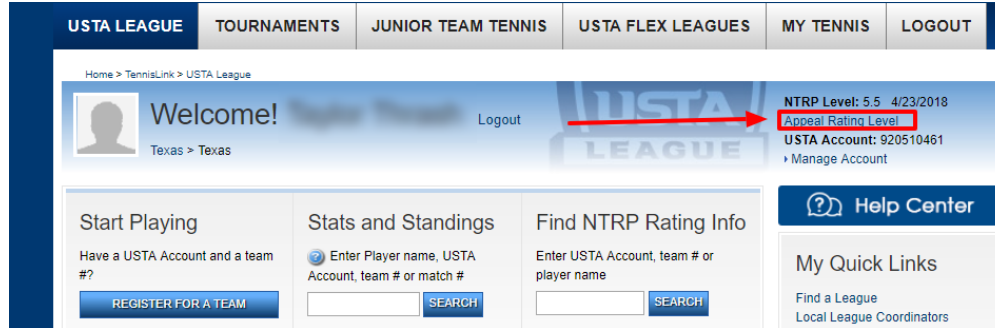 USTA LEAGUE TOURNAMENTS JUNIOR TEAM TENNIS USTA FLEX LEAGUES MY TENNIS LOGOUT
Home > TennisLink > USTA League
Welcome!
Logout
Texas > Texas
USTA
LEAGUE
NTRP Level: 5.5 4/23/2018
Appeal Rating Level
USTA Account: 920510461
Manage Account
Start Playing
Have a USTA Account and a team
#?
REGISTER FOR A TEAM
Stats and Standings
Enter Player name, USTA
Account, team # or match #
SEARCH
Find NTRP Rating Info
Enter USTA Account, team # or
player name
SEARCH
Help Center
My Quick Links
Find a League
Local League Coordinators